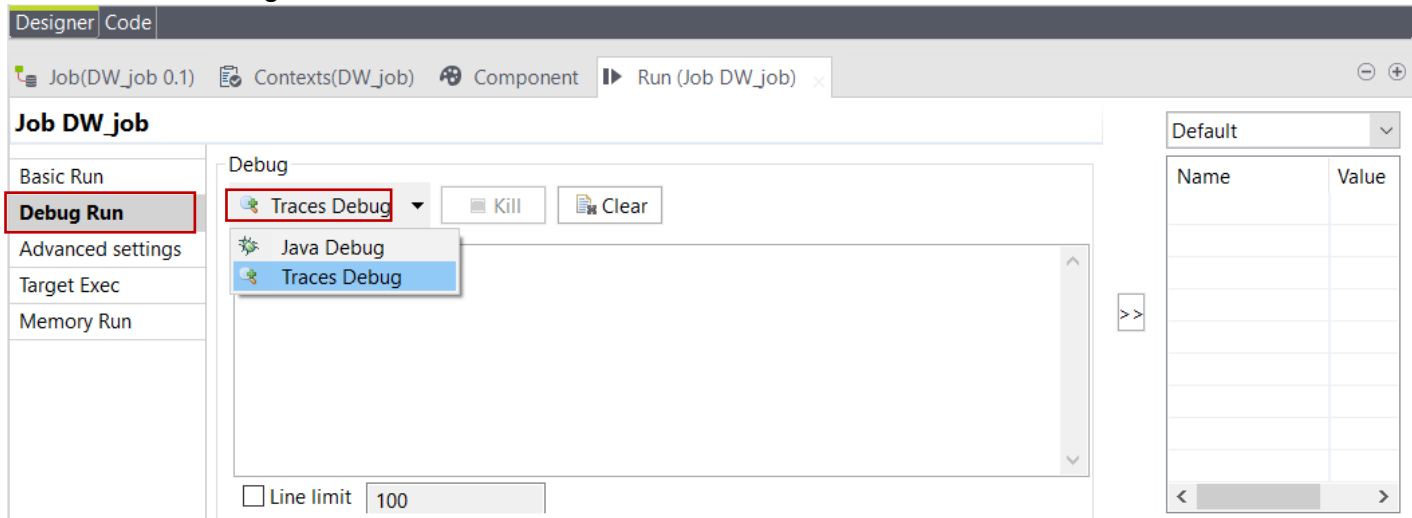 Designer Code
Job(DW_job 0.1) Contexts(DW_job) Component Run (Job DW_job)
Job DW_job
Default
Basic Run
Debug Run
Advanced settings
Target Exec
Memory Run
Debug
Traces Debug Kill Clear
Java Debug
Traces Debug
Line limit 100
>>
Name Value